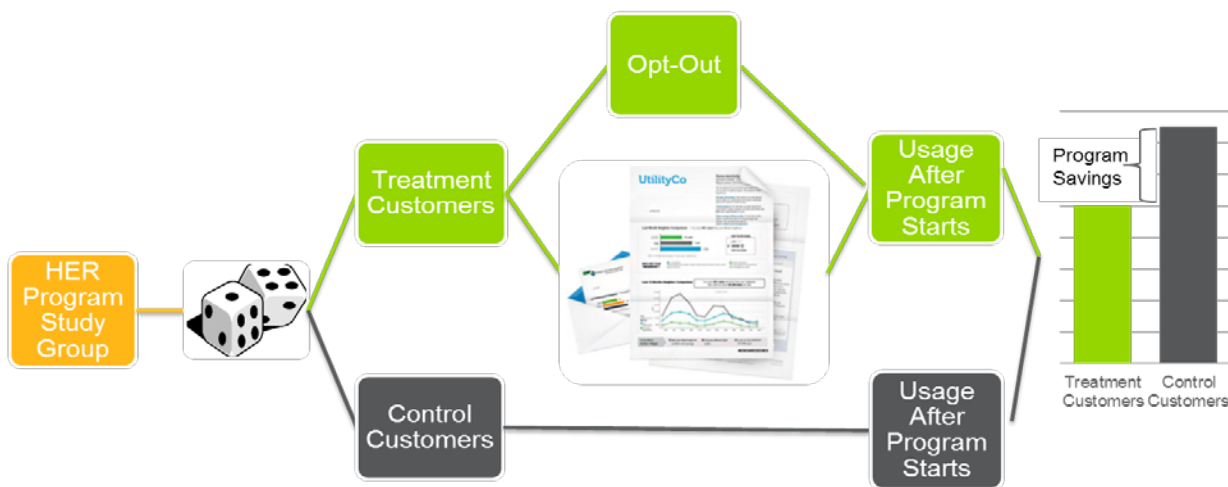 Opt-Out
Treatment
Customers
UtilityCo
Usage
After
Program
Starts
Program
Savings
HER
Program
Study
Group
Control
Customers
Usage
After
Program
Starts
Treatment
Customers
Control
Customers